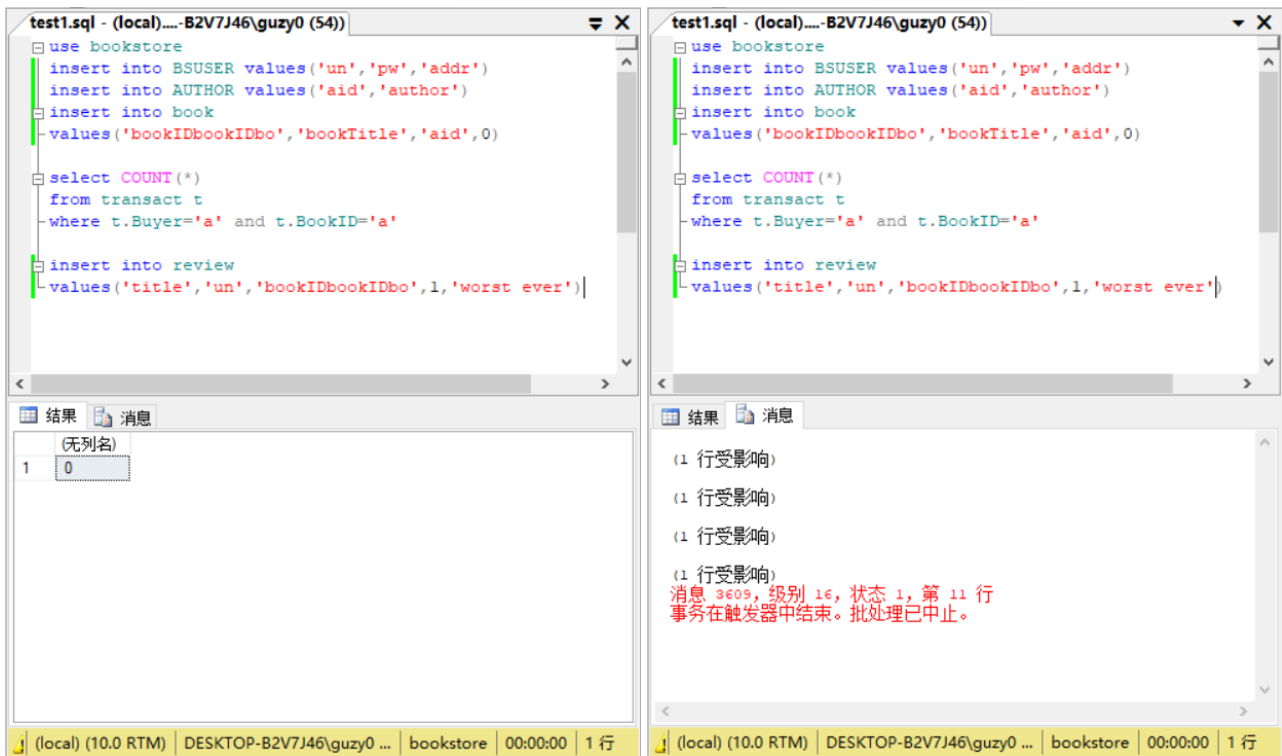 test1.sql - (local)....-B2V7J46\guzy0 (54))
use bookstore
insert into BSUSER values('un','pw','addr')
insert into AUTHOR values('aid','author')
insert into book
values('bookIDbookIDbo','bookTitle','aid',0)
select COUNT(*)
from transact t
where t.Buyer='a' and t.BookID='a'
insert into review
values('title','un','bookIDbookIDbo',1,'worst ever')
结果 消息
(无列名)
1 0
(local) (10.0 RTM) DESKTOP-B2V7J46\guzy0 ... bookstore 00:00:00 1 行
test1.sql - (local)....-B2V7J46\guzy0 (54))
use bookstore
insert into BSUSER values('un','pw','addr')
insert into AUTHOR values('aid','author')
insert into book
values('bookIDbookIDbo','bookTitle','aid',0)
select COUNT(*)
from transact t
where t.Buyer='a' and t.BookID='a'
insert into review
values('title','un','bookIDbookIDbo',1,'worst ever')
结果 消息
(1 行受影响)
(1 行受影响)
(1 行受影响)
(1 行受影响)
消息 3609，级别 16，状态 1，第 11 行
事务在触发器中结束。批处理已中止。
(local) (10.0 RTM) DESKTOP-B2V7J46\guzy0 ... bookstore 00:00:00 1 行